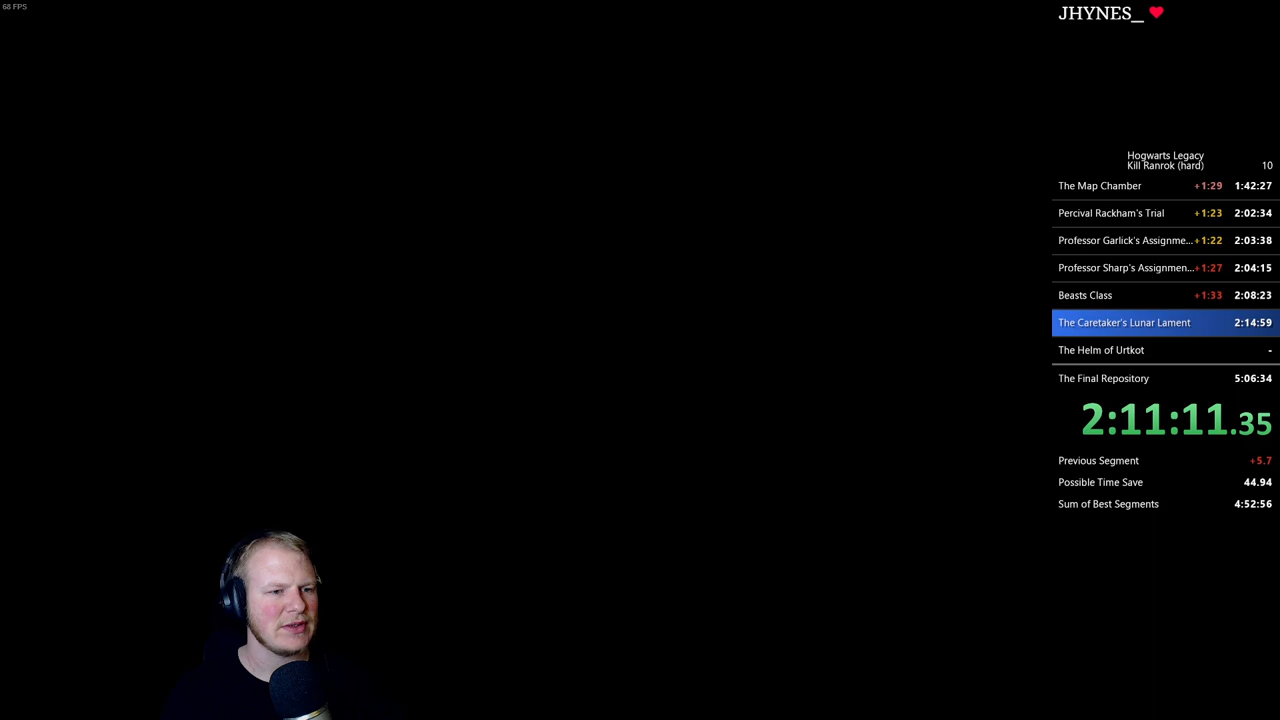 68 FPS
JHYNES_
Hogwarts Legacy
Kill Ranrok (hard) 10
The Map Chamber +1:29 1:42:27
Percival Rackham's Trial +1:23 2:02:34
Professor Garlick's Assignme... +1:22 2:03:38
Professor Sharp's Assignmen... +1:27 2:04:15
Beasts Class +1:33 2:08:23
The Caretaker's Lunar Lament 2:14:59
The Helm of Urtkot -
The Final Repository 5:06:34
2:11:11.35
Previous Segment +5.7
Possible Time Save 44.94
Sum of Best Segments 4:52:56